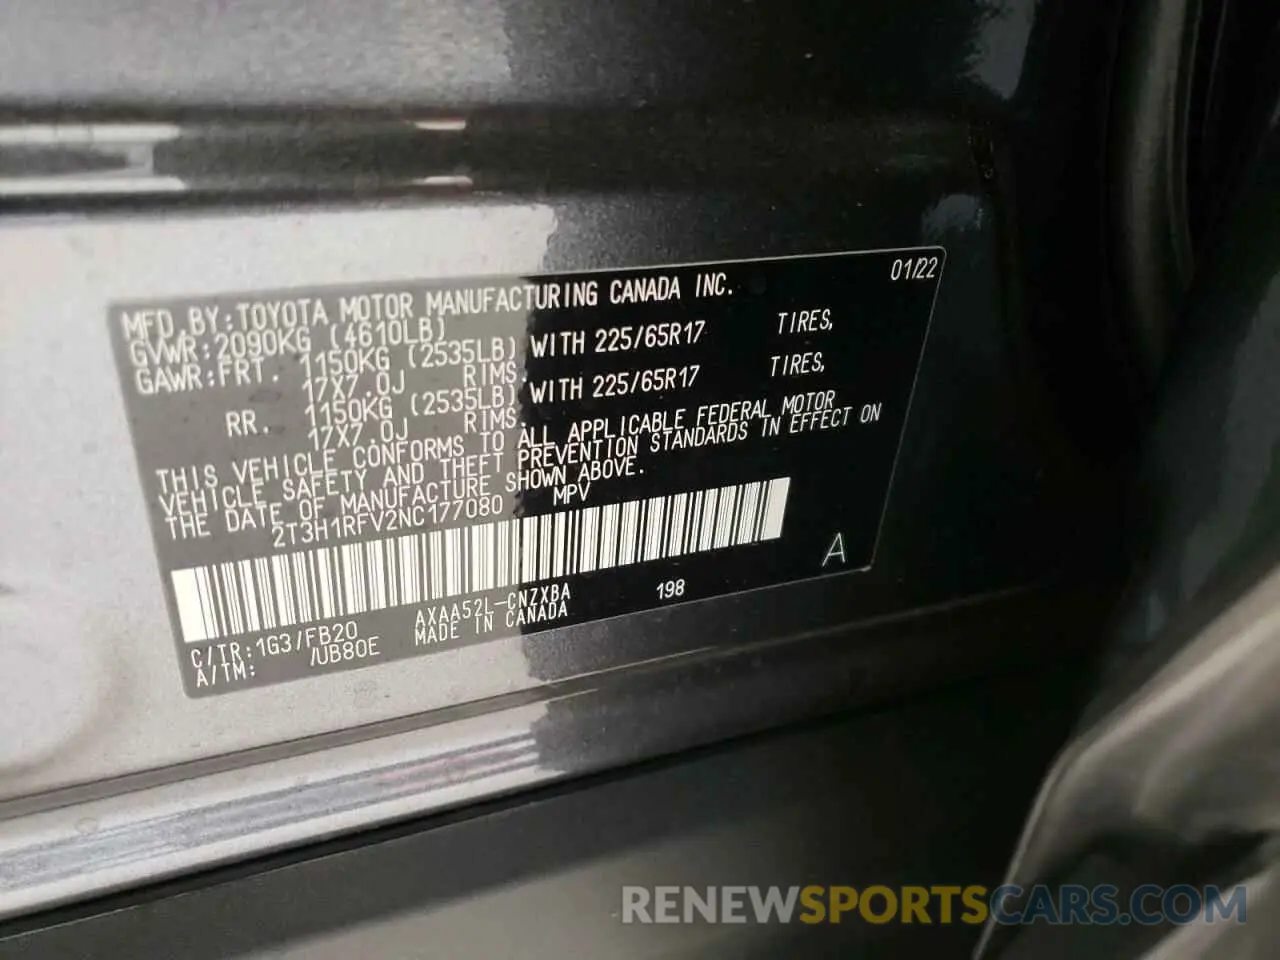 01/22
MFD.BY:TOYOTA MOTOR MANUFACTURING CANADA INC.
GVWR:2090KG (4610LB)
GAWR:FRT. 1150KG (2535LB) WITH 225/65R17 TIRES,
17X7.0J RIMS.
RR. 1150KG (2535LB) WITH 225/65R17 TIRES,
17X7.0J RIMS.
THIS VEHICLE CONFORMS TO ALL APPLICABLE FEDERAL MOTOR
VEHICLE SAFETY AND THEFT PREVENTION STANDARDS IN EFFECT ON
THE DATE OF MANUFACTURE SHOWN ABOVE.
2T3H1RFV2NC177080 MPV
A
C/TR:1G3/FB20 AXAA52L-CNZXBA 198
A/TM: /UB80E MADE IN CANADA
RENEWSPORTSCARS.COM